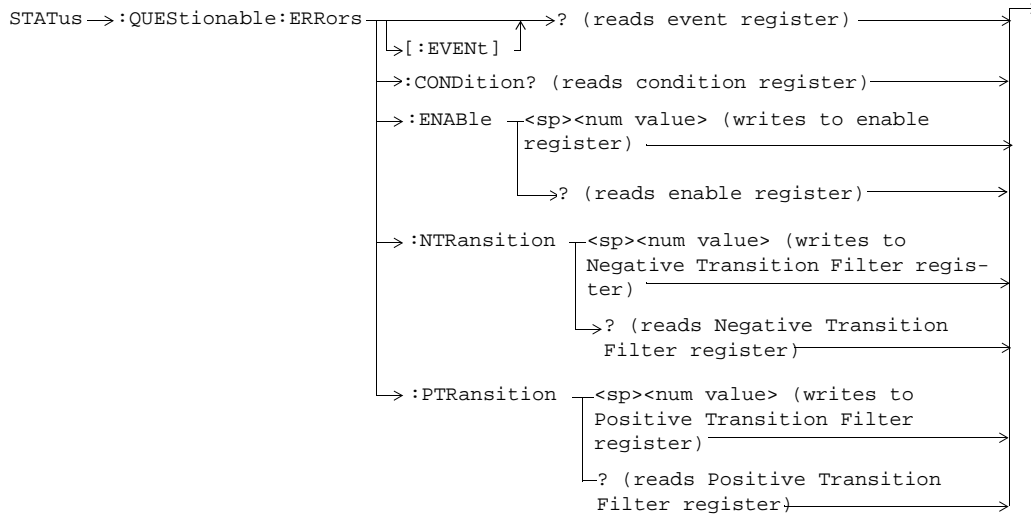 STATus :QUEStionable:ERRors ? (reads event register)
[:EVENt]
:CONDition? (reads condition register)
:ENABle <sp><num value> (writes to enable
register)
? (reads enable register)
:NTRansition <sp><num value> (writes to
Negative Transition Filter regis-
ter)
? (reads Negative Transition
Filter register)
:PTRansition <sp><num value> (writes to
Positive Transition Filter
register)
? (reads Positive Transition
Filter register)